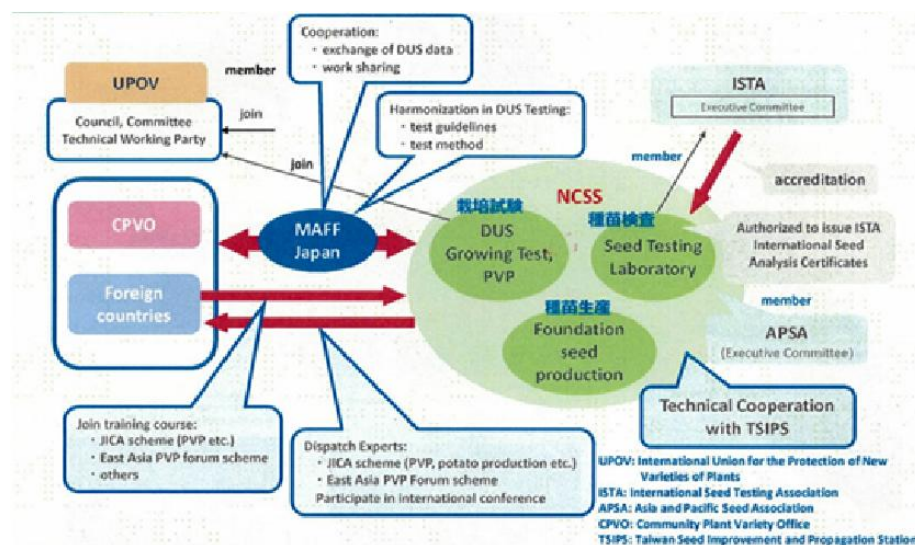 Cooperation:
・exchange of DUS data
・work sharing
UPOV
member
Council, Committee
Technical Working Party
join
join
Harmonization in DUS Testing:
・test guidelines
・test method
ISTA
Executive Committee
member
accreditation
CPVO
Foreign
countries
MAFF
Japan
NCSS
栽培試験
DUS
Growing Test,
PVP
種苗検査
Seed Testing
Laboratory
種苗生産
Foundation
seed
production
Authorized to issue ISTA
International Seed
Analysis Certificates
member
APSA
(Executive Committee)
Technical Cooperation
with TSIPS
Join training course:
・JICA scheme (PVP etc.)
・East Asia PVP forum scheme
・others
Dispatch Experts:
・JICA scheme (PVP, potato production etc.)
・East Asia PVP Forum scheme
Participate in international conference
UPOV: International Union for the Protection of New
Varieties of Plants
ISTA: International Seed Testing Association
APSA: Asia and Pacific Seed Association
CPVO: Community Plant Variety Office
TSIPS: Taiwan Seed Improvement and Propagation Station